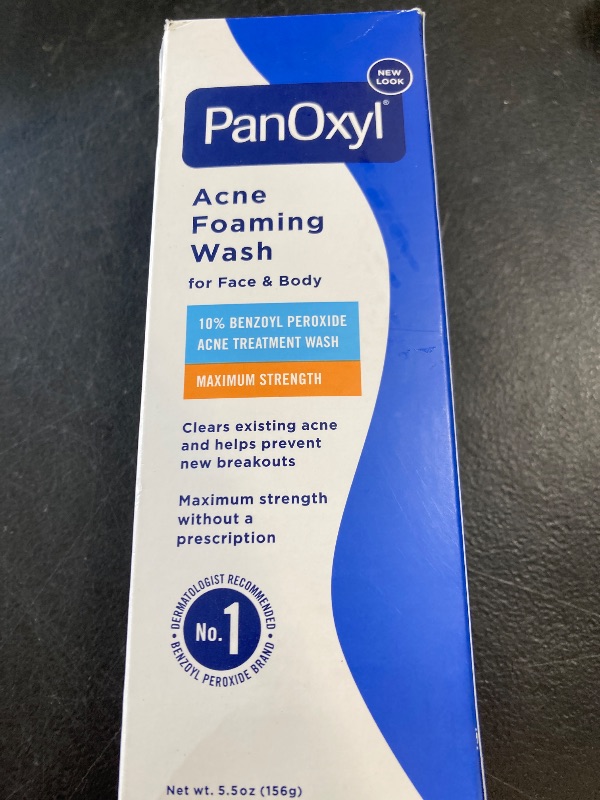 NEW
LOOK
PanOxyl®
Acne
Foaming
Wash
for Face & Body
10% BENZOYL PEROXIDE
ACNE TREATMENT WASH
MAXIMUM STRENGTH
Clears existing acne
and helps prevent
new breakouts
Maximum strength
without a
prescription
• DERMATOLOGIST RECOMMENDED •
No.1
BENZOYL PEROXIDE BRAND
Net wt. 5.5oz (156g)